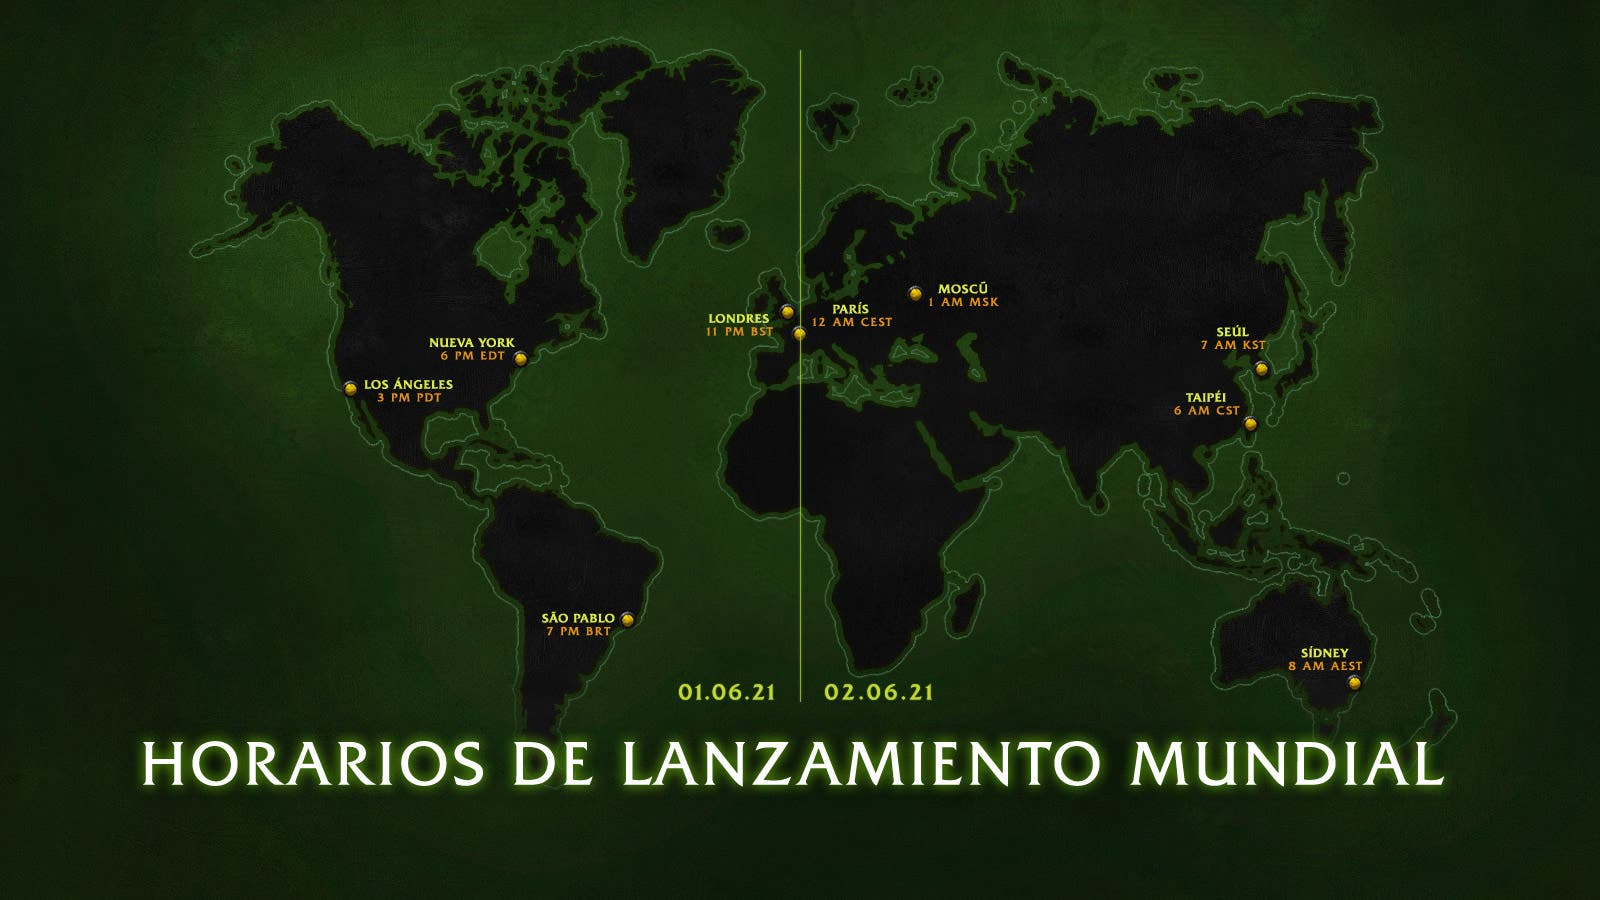 MOSCŪ
1 AM MSK
PARÍS
12 AM CEST
LONDRES
11 PM BST
SEÚL
7 AM KST
NUEVA YORK
6 PM EDT
LOS ÁNGELES
3 PM PDT
TAIPÉI
6 AM CST
SÃO PABLO
7 PM BRT
SÍDNEY
8 AM AEST
01.06.21
02.06.21
HORARIOS DE LANZAMIENTO MUNDIAL